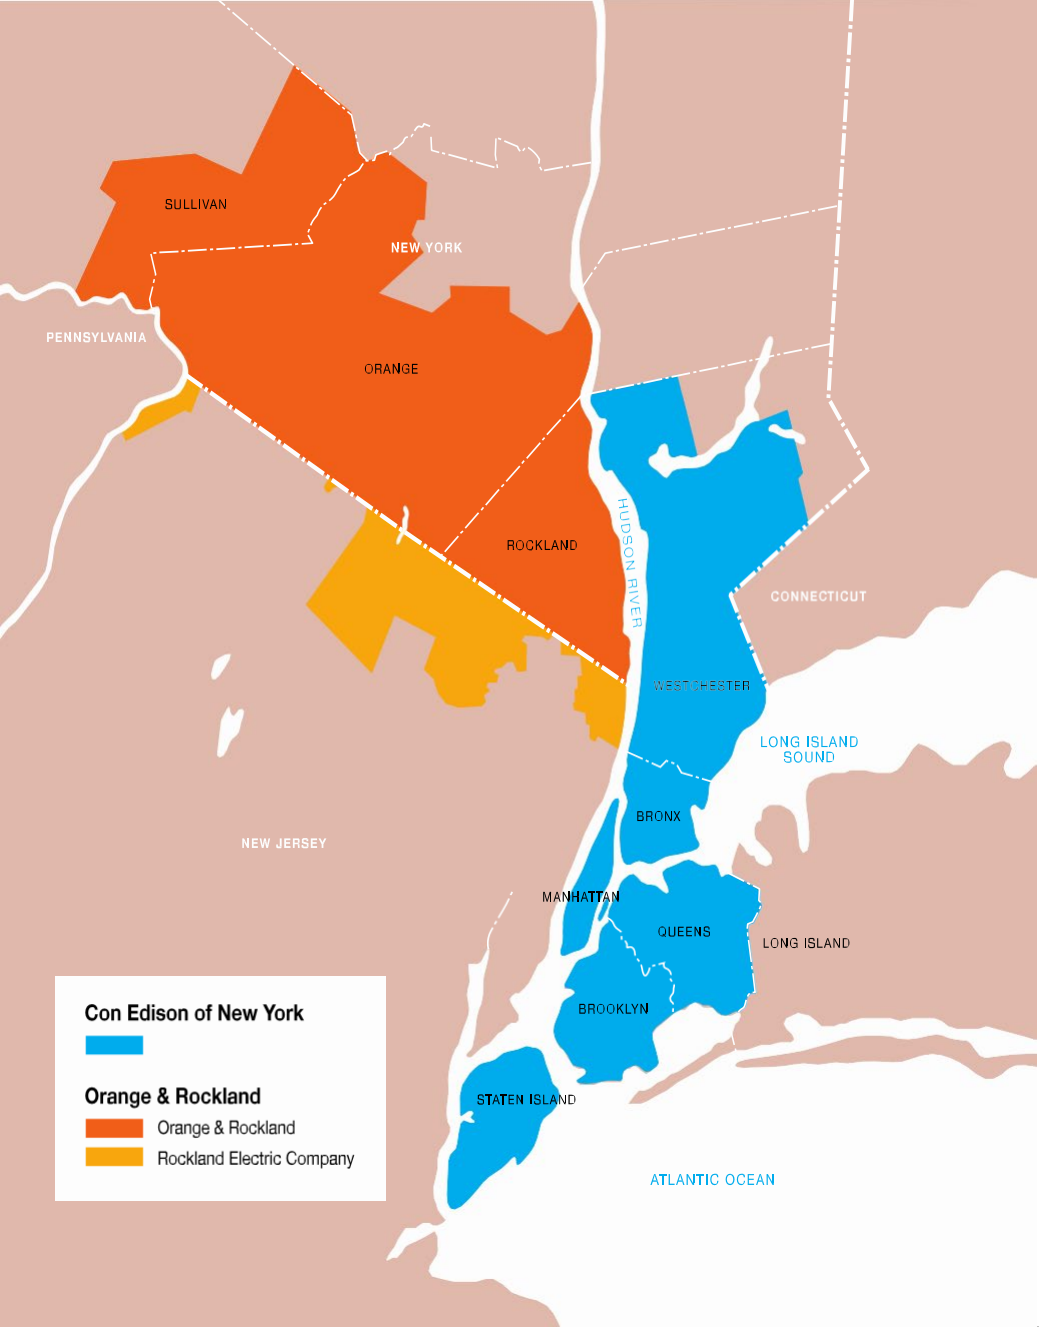 SULLIVAN
NEW YORK
PENNSYLVANIA
ORANGE
HUDSON RIVER
ROCKLAND
CONNECTICUT
WESTCHESTER
LONG ISLAND
SOUND
BRONX
NEW JERSEY
MANHATTAN
QUEENS
LONG ISLAND
BROOKLYN
STATEN ISLAND
ATLANTIC OCEAN
Con Edison of New York
Orange & Rockland
Orange & Rockland
Rockland Electric Company